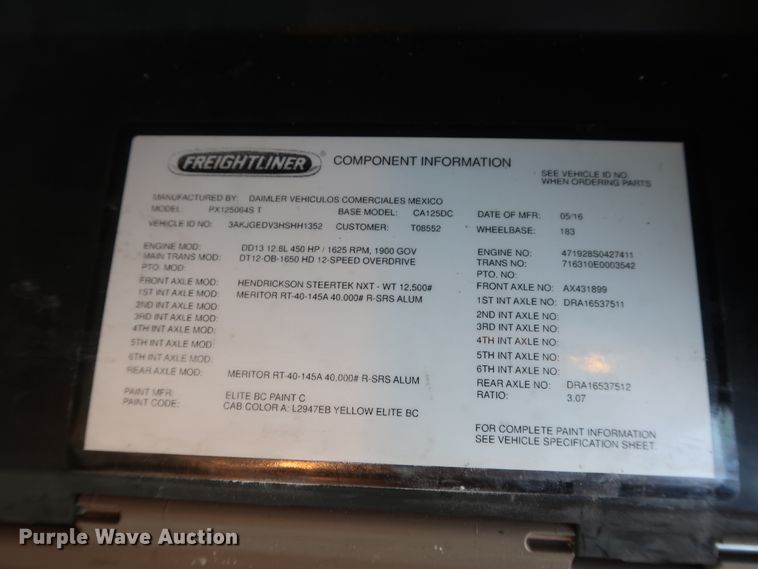 FREIGHTLINER® COMPONENT INFORMATION
SEE VEHICLE ID NO.
WHEN ORDERING PARTS
MANUFACTURED BY: DAIMLER VEHICULOS COMERCIALES MEXICO
MODEL: PX125064S T BASE MODEL: CA125DC DATE OF MFR: 05/16
VEHICLE ID NO: 3AKJGEDV3HSHH1352 CUSTOMER: T08552 WHEELBASE: 183
ENGINE MOD: DD13 12.8L 450 HP / 1625 RPM, 1900 GOV ENGINE NO: 471928S0427411
MAIN TRANS MOD: DT12-OB-1650 HD 12-SPEED OVERDRIVE TRANS NO: 716310E0003542
PTO. MOD: PTO. NO:
FRONT AXLE MOD: HENDRICKSON STEERTEK NXT - WT 12,500# FRONT AXLE NO: AX431899
1ST INT AXLE MOD: MERITOR RT-40-145A 40.000# R-SRS ALUM 1ST INT AXLE NO: DRA16537511
2ND INT AXLE MOD: 2ND INT AXLE NO:
3RD INT AXLE MOD: 3RD INT AXLE NO:
4TH INT AXLE MOD: 4TH INT AXLE NO:
5TH INT AXLE MOD: 5TH INT AXLE NO:
6TH INT AXLE MOD: 6TH INT AXLE NO:
REAR AXLE MOD: MERITOR RT-40-145A 40.000# R-SRS ALUM REAR AXLE NO: DRA16537512
RATIO: 3.07
PAINT MFR: ELITE BC PAINT C
PAINT CODE: CAB COLOR A: L2947EB YELLOW ELITE BC
FOR COMPLETE PAINT INFORMATION
SEE VEHICLE SPECIFICATION SHEET.
Purple Wave Auction®